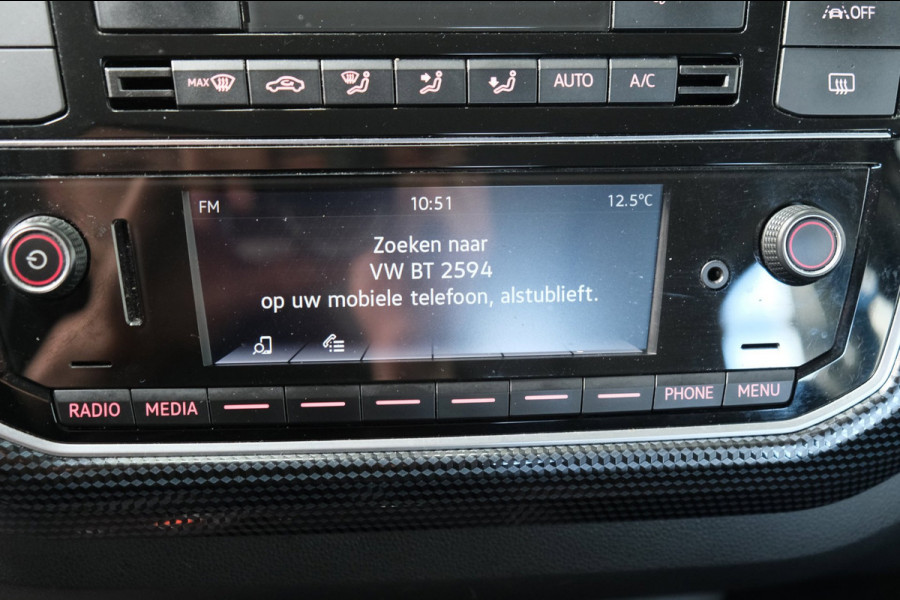 OFF
MAX
AUTO
A/C
FM 10:51 12.5°C
Zoeken naar
VW BT 2594
op uw mobiele telefoon, alstublieft.
RADIO MEDIA PHONE MENU